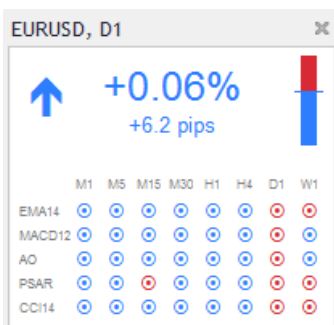 EURUSD, D1
+0.06%
+6.2 pips
M1 M5 M15 M30 H1 H4 D1 W1
EMA14
MACD12
AO
PSAR
CCI14